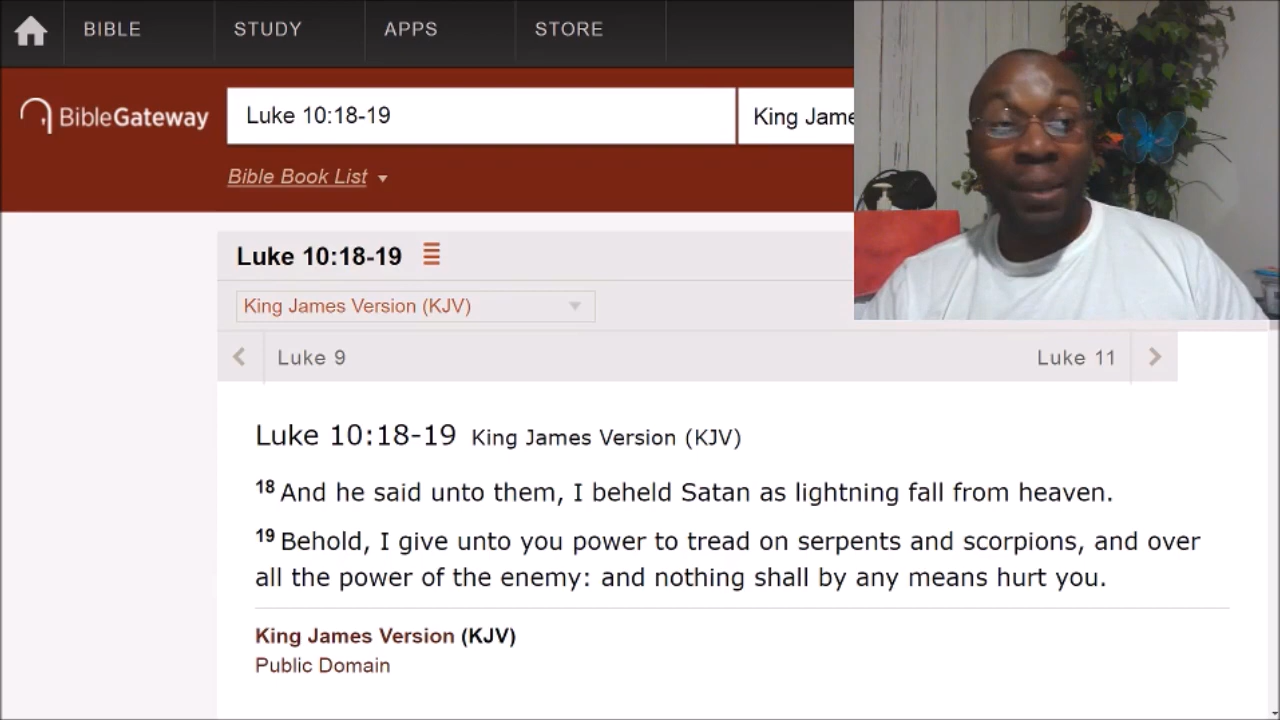 BIBLE STUDY APPS STORE
BibleGateway
Luke 10:18-19
King Jame
Bible Book List
Luke 10:18-19
King James Version (KJV)
Luke 9
Luke 11
Luke 10:18-19 King James Version (KJV)
18 And he said unto them, I beheld Satan as lightning fall from heaven.
19 Behold, I give unto you power to tread on serpents and scorpions, and over
all the power of the enemy: and nothing shall by any means hurt you.
King James Version (KJV)
Public Domain